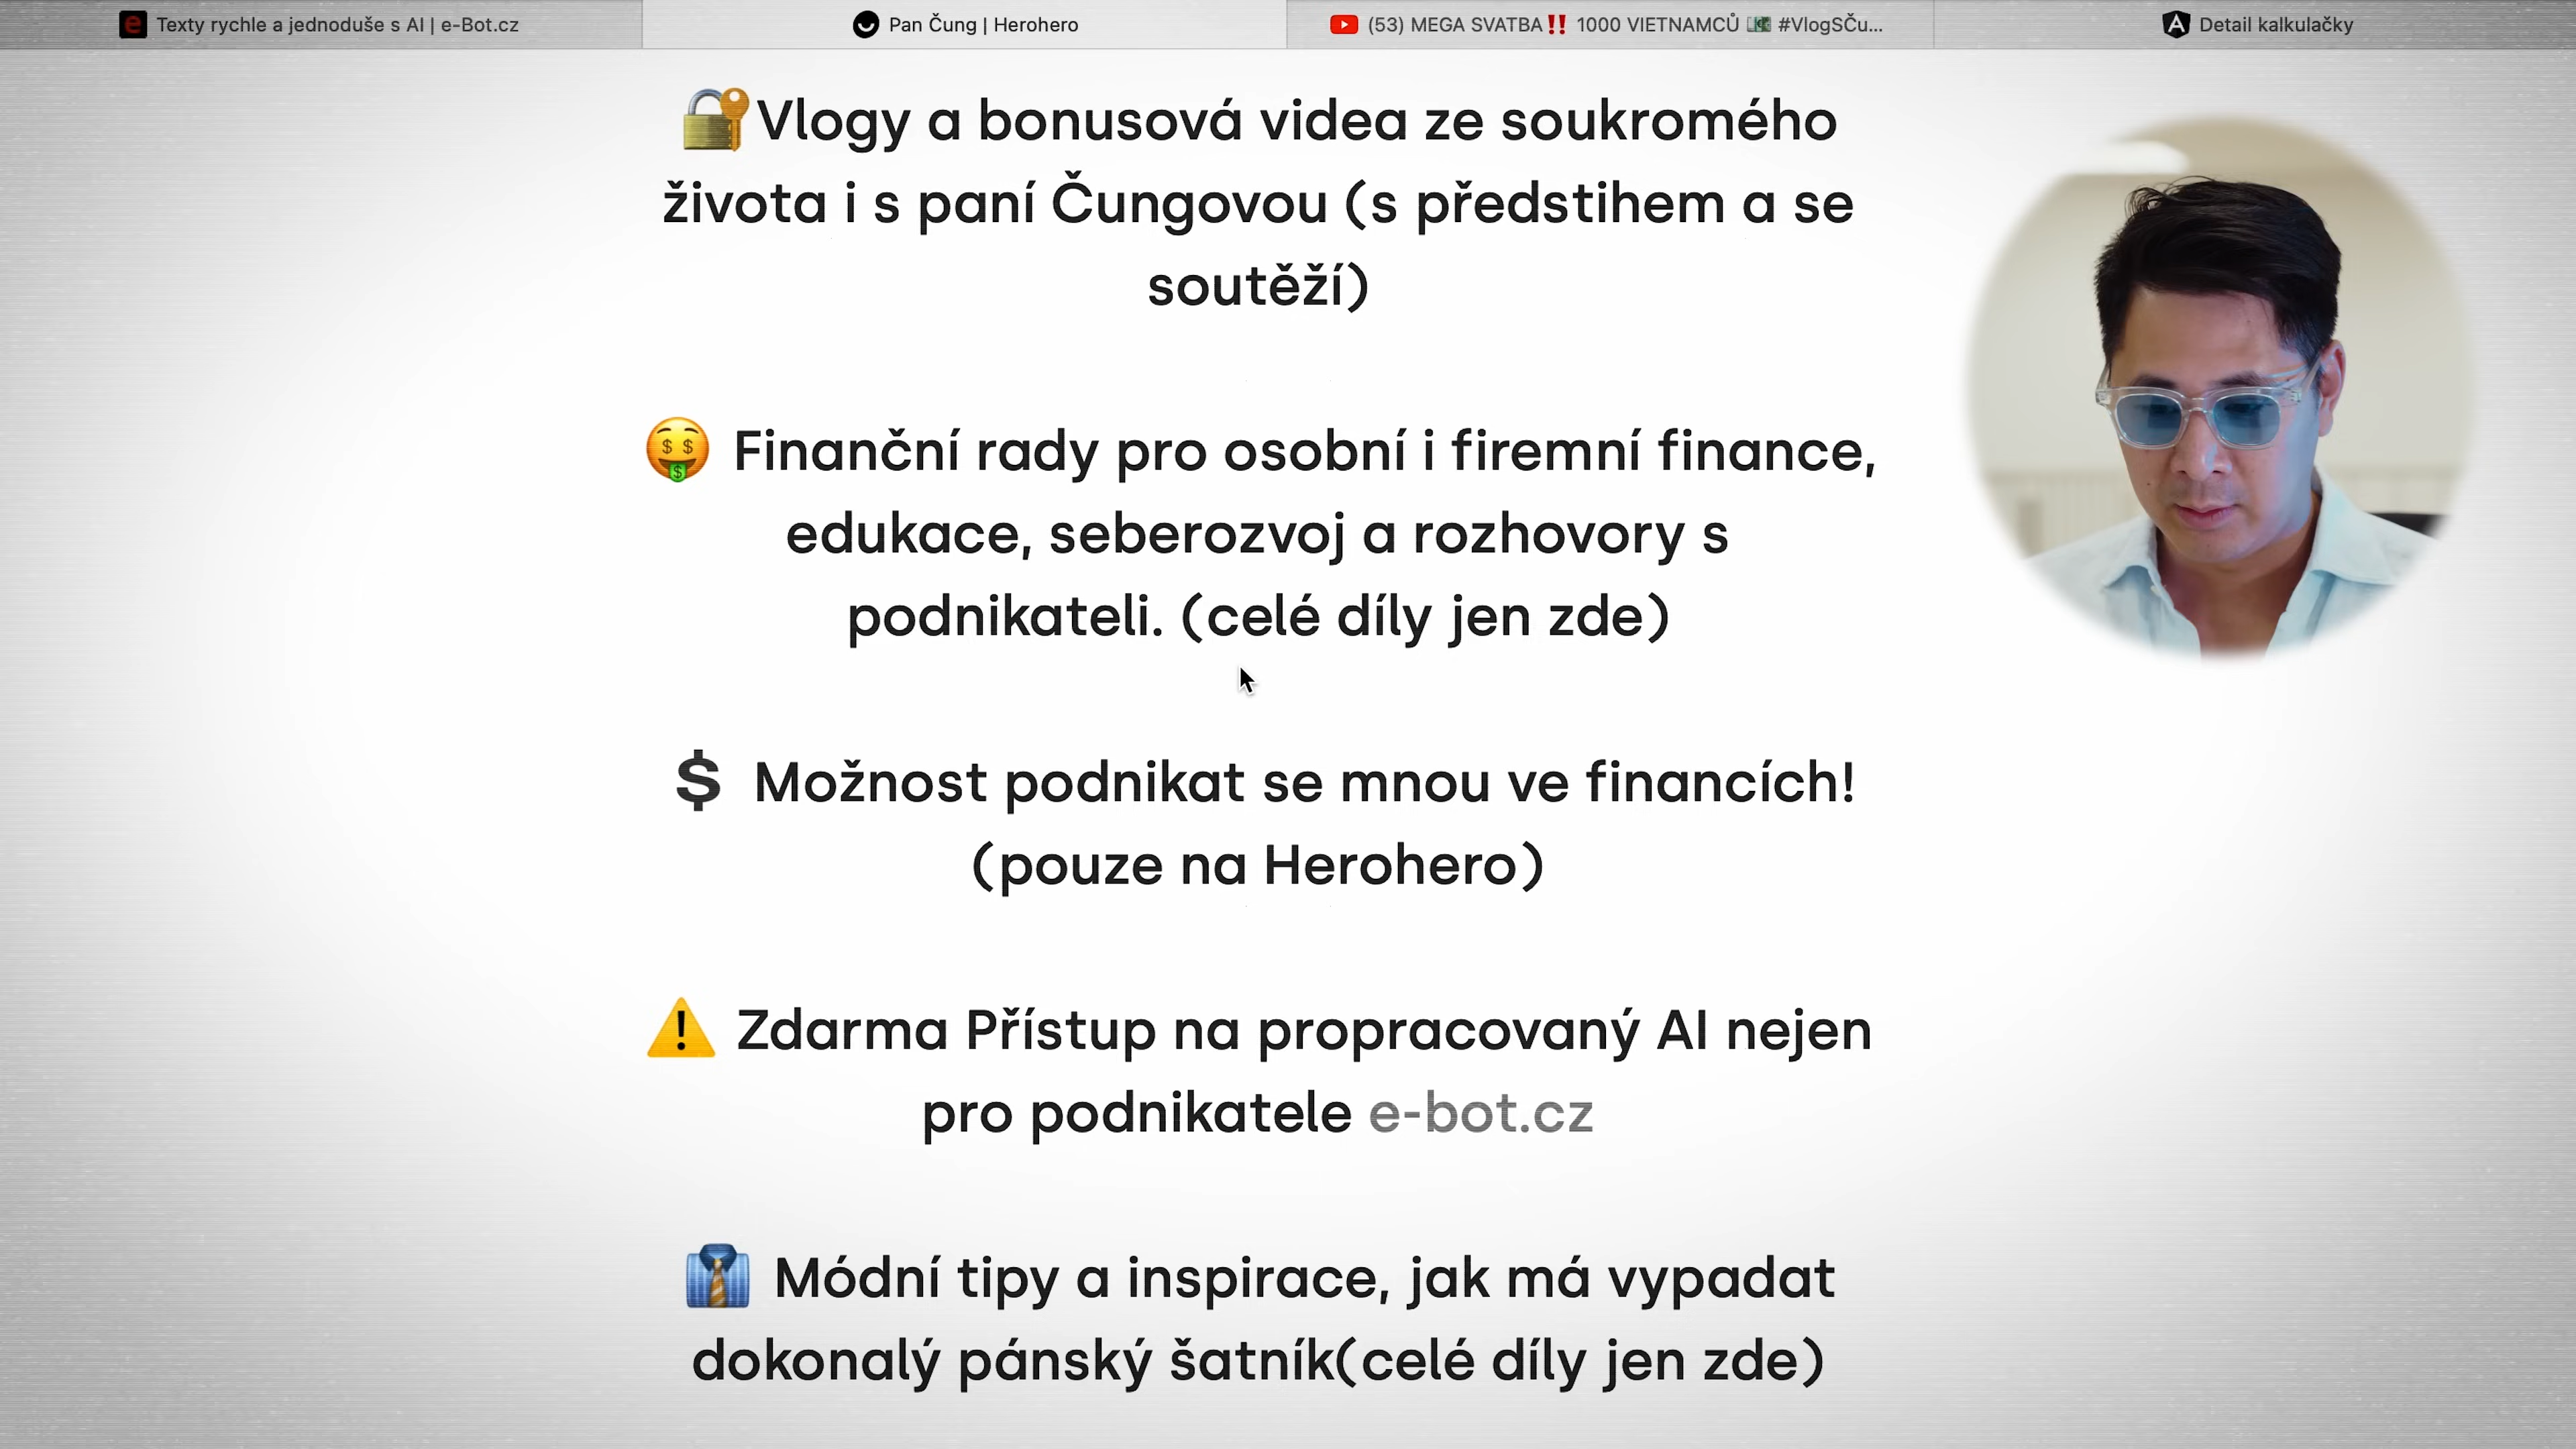 Texty rychle a jednoduše s AI | e-Bot.cz
Pan Čung | Herohero
(53) MEGA SVATBA‼️ 1000 VIETNAMCŮ 💵 #VlogSČu...
Detail kalkulačky
🔐Vlogy a bonusová videa ze soukromého
života i s paní Čungovou (s předstihem a se
soutěží)
🤑 Finanční rady pro osobní i firemní finance,
edukace, seberozvoj a rozhovory s
podnikateli. (celé díly jen zde)
$ Možnost podnikat se mnou ve financích!
(pouze na Herohero)
⚠️ Zdarma Přístup na propracovaný AI nejen
pro podnikatele e-bot.cz
👔 Módní tipy a inspirace, jak má vypadat
dokonalý pánský šatník(celé díly jen zde)